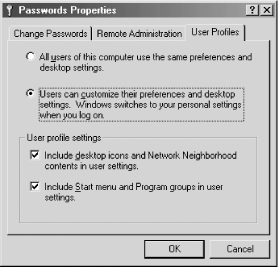 Passwords Properties
Change Passwords
Remote Administration
User Profiles
All users of this computer use the same preferences and
desktop settings.
Users can customize their preferences and desktop
settings. Windows switches to your personal settings
when you log on.
User profile settings
Include desktop icons and Network Neighborhood
contents in user settings.
Include Start menu and Program groups in user
settings.
OK
Cancel